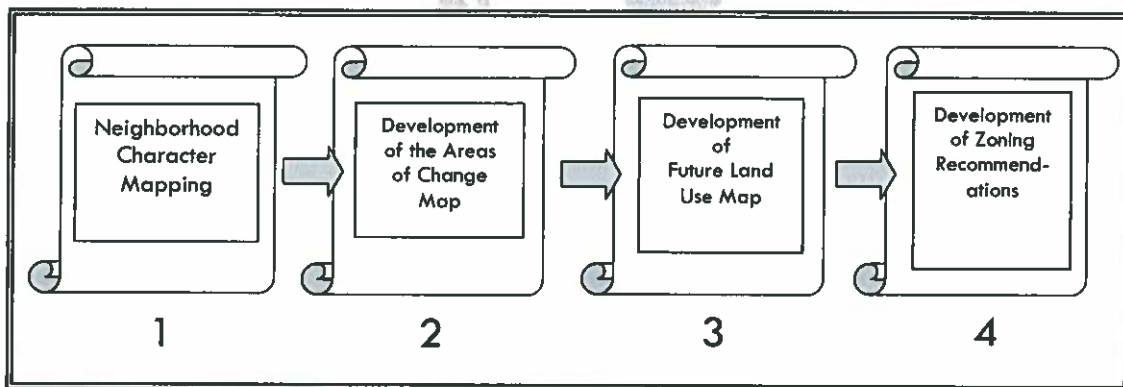 Neighborhood
Character
Mapping
Development
of the Areas
of Change
Map
Development
of
Future Land
Use Map
Development
of Zoning
Recommend-
ations
1
2
3
4